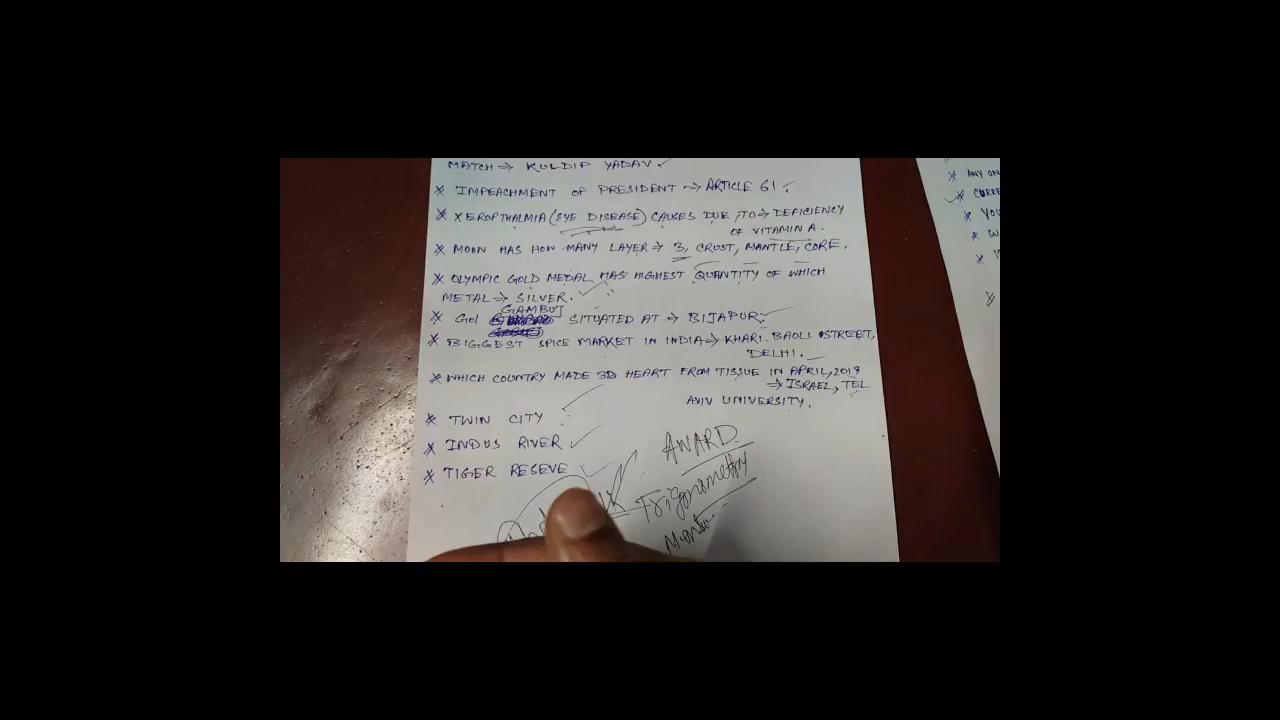 MATCH → KULDIP YADAV
* IMPEACHMENT OF PRESIDENT → ARTICLE 61
* XEROPTHALMIA (EYE DISEASE) CAUSES DUE TO → DEFICIENCY
OF VITAMIN A.
* MOON HAS HOW MANY LAYER → 3, CRUST, MANTLE, CORE.
* OLYMPIC GOLD MEDAL HAS HIGHEST QUANTITY OF WHICH
METAL → SILVER.
* GOl GAMBUJ SITUATED AT → BIJAPUR
* BIGGEST SPICE MARKET IN INDIA → KHARI BAOLI STREET,
DELHI.
* WHICH COUNTRY MADE 3D HEART FROM TISSUE IN APRIL, 2019
→ ISRAEL, TEL
AVIV UNIVERSITY.
* TWIN CITY
* INDUS RIVER
* TIGER RESEVE
AWARD
Trigonometry
* ANY
*
* YOU
*
*